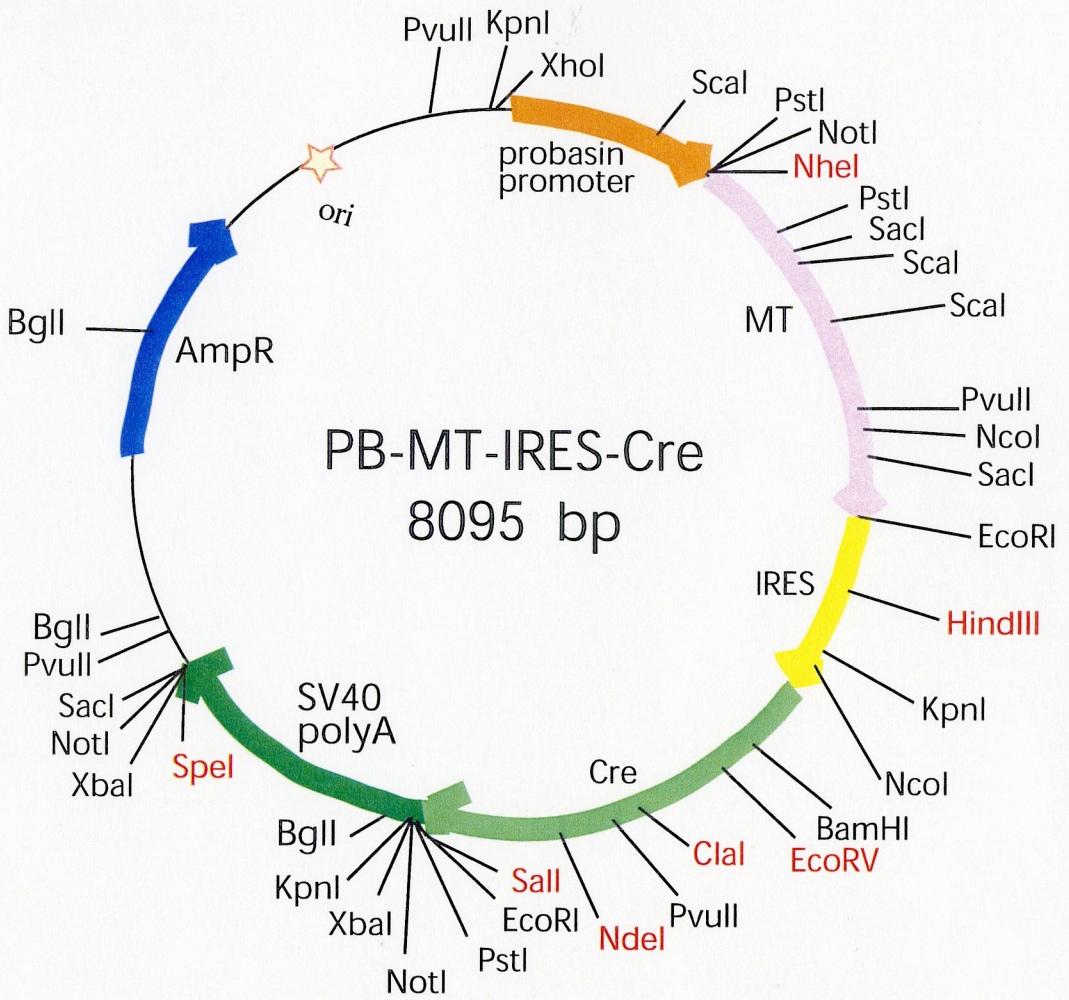 PvuII
KpnI
XhoI
ScaI
PstI
NotI
NheI
PstI
SacI
ScaI
ScaI
PvuII
NcoI
SacI
EcoRI
HindIII
KpnI
NcoI
BamHI
EcoRV
ClaI
PvuII
NdeI
SalI
EcoRI
PstI
NotI
XbaI
KpnI
BglI
SpeI
XbaI
NotI
SacI
PvuII
BglI
BglI
probasin
promoter
MT
IRES
Cre
SV40
polyA
AmpR
ori
PB-MT-IRES-Cre
8095 bp